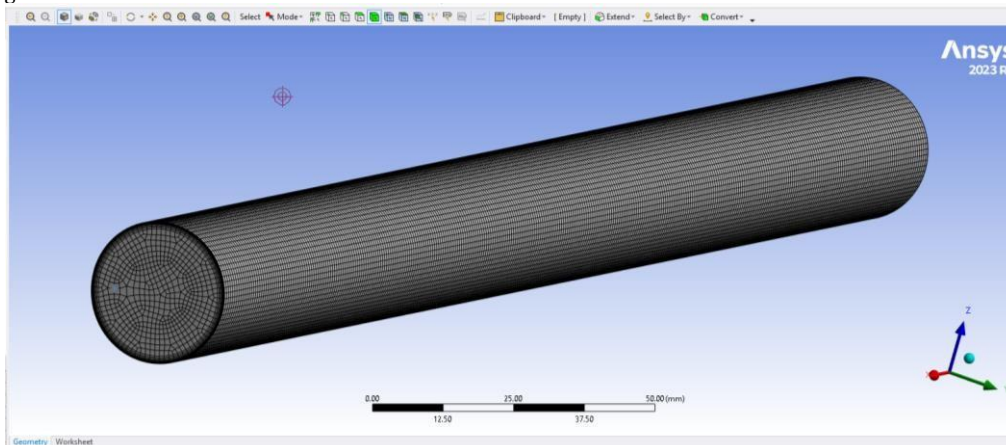 g
Select Mode Clipboard [Empty] Extend Select By Convert
Ansys
2023 R
Z
0.00 25.00 50.00 (mm)
12.50 37.50
Geometry Worksheet